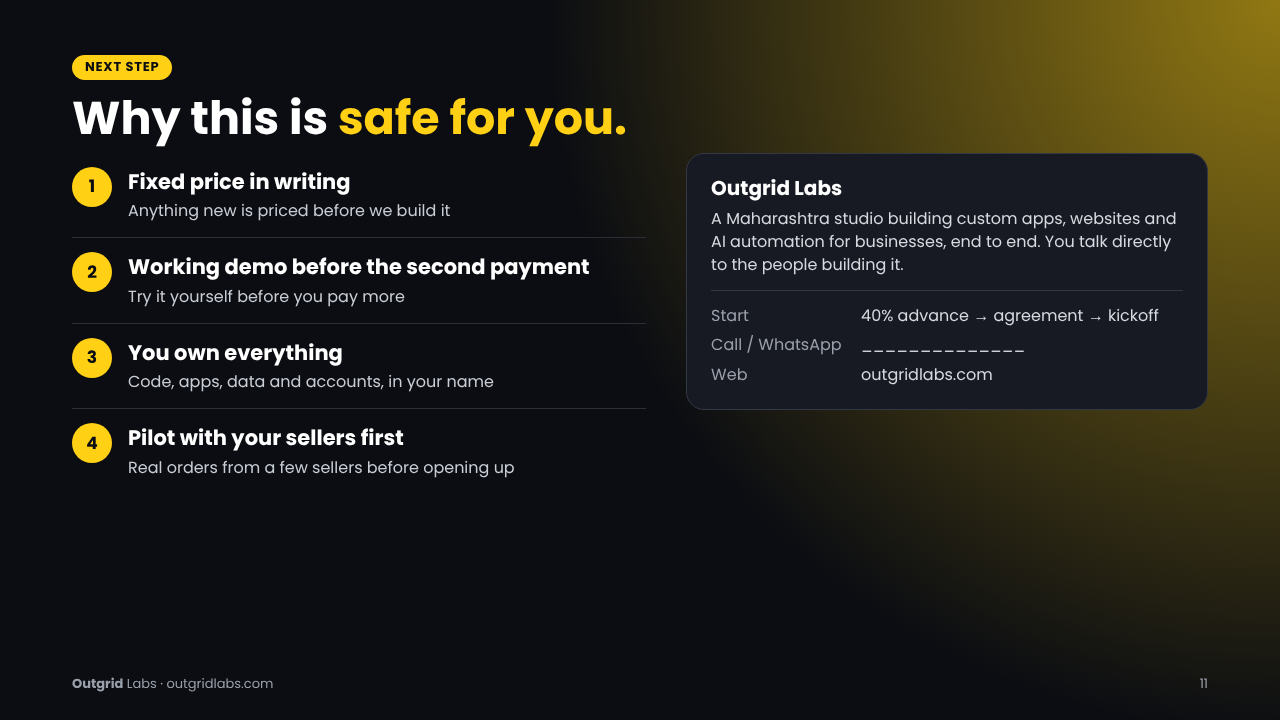 NEXT STEP
Why this is safe for you.
1
Fixed price in writing
Anything new is priced before we build it
2
Working demo before the second payment
Try it yourself before you pay more
3
You own everything
Code, apps, data and accounts, in your name
4
Pilot with your sellers first
Real orders from a few sellers before opening up
Outgrid Labs
A Maharashtra studio building custom apps, websites and
AI automation for businesses, end to end. You talk directly
to the people building it.
Start 40% advance → agreement → kickoff
Call / WhatsApp ______________
Web outgridlabs.com
Outgrid Labs · outgridlabs.com
11